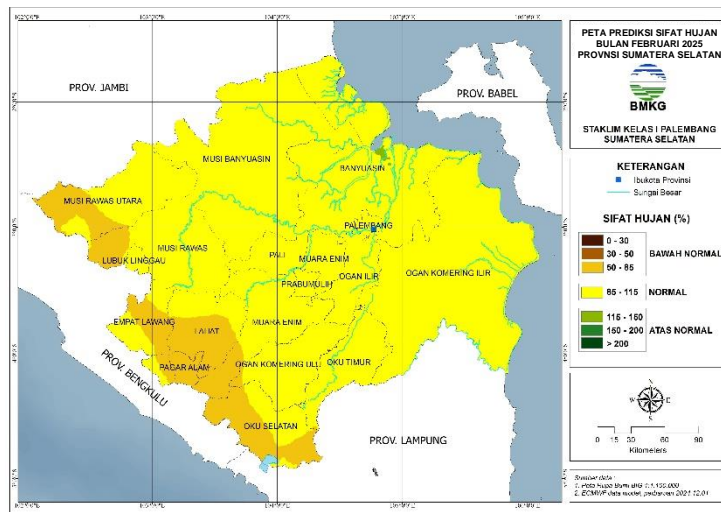 PETA PREDIKSI SIFAT HUJAN
BULAN FEBRUARI 2025
PROVNSI SUMATERA SELATAN
BMKG
STAKLIM KELAS I PALEMBANG
SUMATERA SELATAN
KETERANGAN
Ibukota Provinsi
Sungai Besar
SIFAT HUJAN (%)
0 - 30
30 - 50
50 - 85
BAWAH NORMAL
85 - 115
NORMAL
115 - 150
150 - 200
> 200
ATAS NORMAL
N
W
E
S
0 15 30 60 90
Kilometers
Sumber data :
PROV. JAMBI
PROV. BABEL
MUSI BANYUASIN
BANYUASIN
MUSI RAWAS UTARA
PALEMBANG
MUSI RAWAS
LUBUK LINGGAU
PALI
MUARA ENIM
OGAN ILIR
OGAN KOMERING ILIR
PRABUMULIH
EMPAT LAWANG
LAHAT
MUARA ENIM
PAGAR ALAM
OGAN KOMERING ULU
OKU TIMUR
PROV. BENGKULU
OKU SELATAN
PROV. LAMPUNG